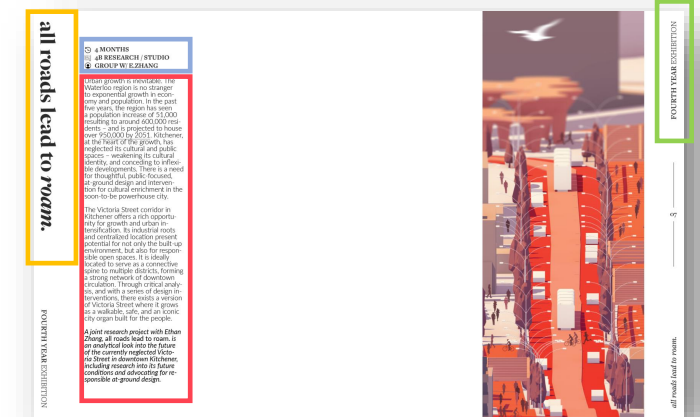 all roads lead to roam.
4 MONTHS
4B RESEARCH / STUDIO
GROUP W/ E.ZHANG
Urban growth is inevitable. The
Waterloo region is no stranger
to exponential growth in econ-
omy and population. In the past
five years, the region has seen
a population increase of 51,000
resulting to around 600,000 resi-
dents – and is projected to house
over 950,000 by 2051. Kitchener,
at the heart of the growth, has
neglected its cultural and public
spaces – weakening its cultural
identity, and conceding to inflexi-
ble developments. There is a need
for thoughtful, public-focused,
at-ground design and interven-
tion for cultural enrichment in the
soon-to-be powerhouse city.
The Victoria Street corridor in
Kitchener offers a rich opportu-
nity for growth and urban in-
tensification. Its industrial roots
and centralized location present
potential for not only the built-up
environment, but also for respon-
sible open spaces. It is ideally
located to serve as a connective
spine to multiple districts, forming
a strong network of downtown
circulation. Through critical analy-
sis, and with a series of design in-
terventions, there exists a version
of Victoria Street where it grows
as a walkable, safe, and an iconic
city organ built for the people.
A joint research project with Ethan
Zhang, all roads lead to roam. is
an analytical look into the future
of the currently neglected Victo-
ria Street in downtown Kitchener,
including research into its future
conditions and advocating for re-
sponsible at-ground design.
FOURTH YEAR EXHIBITION
FOURTH YEAR EXHIBITION
all roads lead to roam.